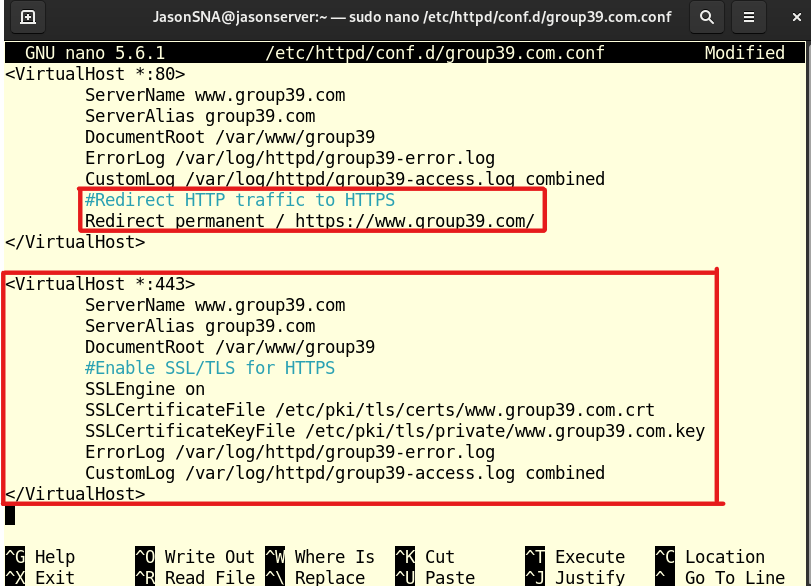 JasonSNA@jasonserver:~ — sudo nano /etc/httpd/conf.d/group39.com.conf
GNU nano 5.6.1 /etc/httpd/conf.d/group39.com.conf Modified
<VirtualHost *:80>
ServerName www.group39.com
ServerAlias group39.com
DocumentRoot /var/www/group39
ErrorLog /var/log/httpd/group39-error.log
CustomLog /var/log/httpd/group39-access.log combined
#Redirect HTTP traffic to HTTPS
Redirect permanent / https://www.group39.com/
</VirtualHost>
<VirtualHost *:443>
ServerName www.group39.com
ServerAlias group39.com
DocumentRoot /var/www/group39
#Enable SSL/TLS for HTTPS
SSLEngine on
SSLCertificateFile /etc/pki/tls/certs/www.group39.com.crt
SSLCertificateKeyFile /etc/pki/tls/private/www.group39.com.key
ErrorLog /var/log/httpd/group39-error.log
CustomLog /var/log/httpd/group39-access.log combined
</VirtualHost>
^G Help ^O Write Out ^W Where Is ^K Cut ^T Execute ^C Location
^X Exit ^R Read File ^\ Replace ^U Paste ^J Justify ^_ Go To Line